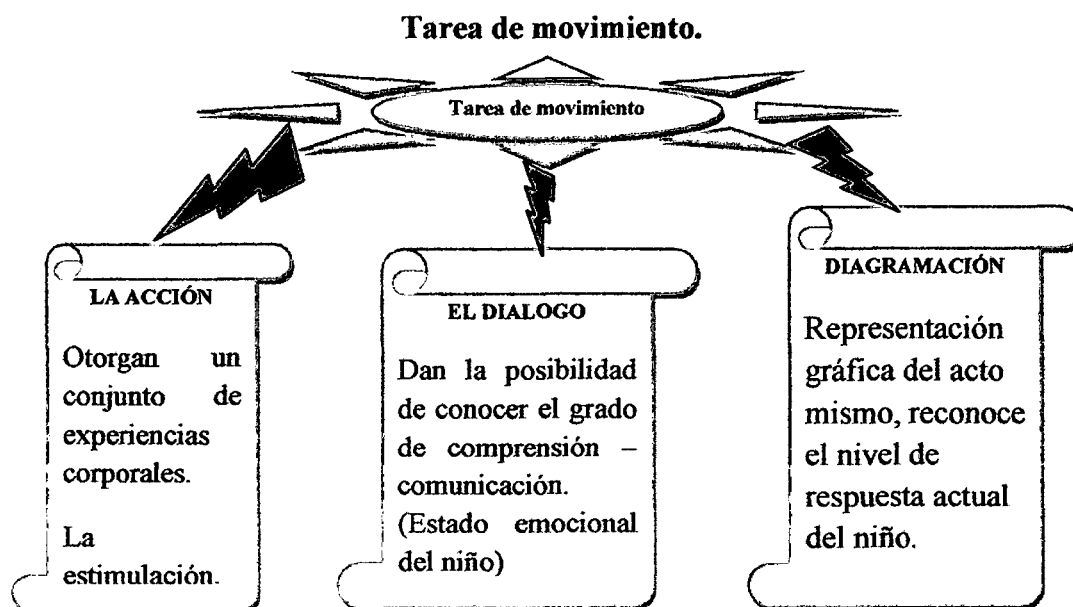 Tarea de movimiento.
Tarea de movimiento
LA ACCIÓN
Otorgan un
conjunto de
experiencias
corporales.
La
estimulación.
EL DIALOGO
Dan la posibilidad
de conocer el grado
de comprensión –
comunicación.
(Estado emocional
del niño)
DIAGRAMACIÓN
Representación
gráfica del acto
mismo, reconoce
el nivel de
respuesta actual
del niño.